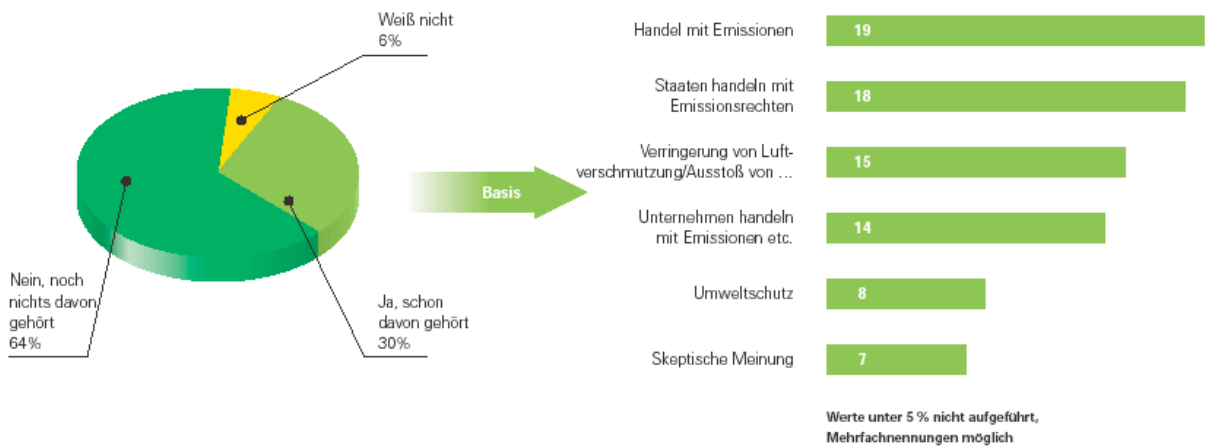 Weiß nicht
6%
Nein, noch
nichts davon
gehört
64%
Ja, schon
davon gehört
30%
Basis
Handel mit Emissionen
19
Staaten handeln mit
Emissionsrechten
18
Verringerung von Luft-
verschmutzung/Ausstoß von ...
15
Unternehmen handeln
mit Emissionen etc.
14
Umweltschutz
8
Skeptische Meinung
7
Werte unter 5 % nicht aufgeführt,
Mehrfachnennungen möglich